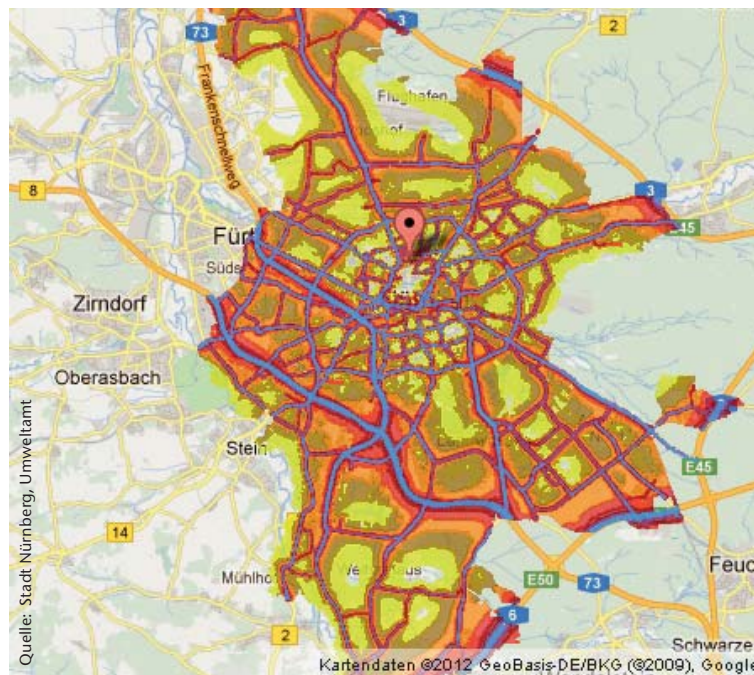 73
3
2
Flughafen
Frankenschnellweg
8
3
E45
Fürt
Süds
Zirndorf
Oberasbach
Stein
E45
14
Feuc
Mühlho
E50
73
2
6
Schwarze
Kartendaten ©2012 GeoBasis-DE/BKG (©2009), Google
Quelle: Stadt Nürnberg, Umweltamt